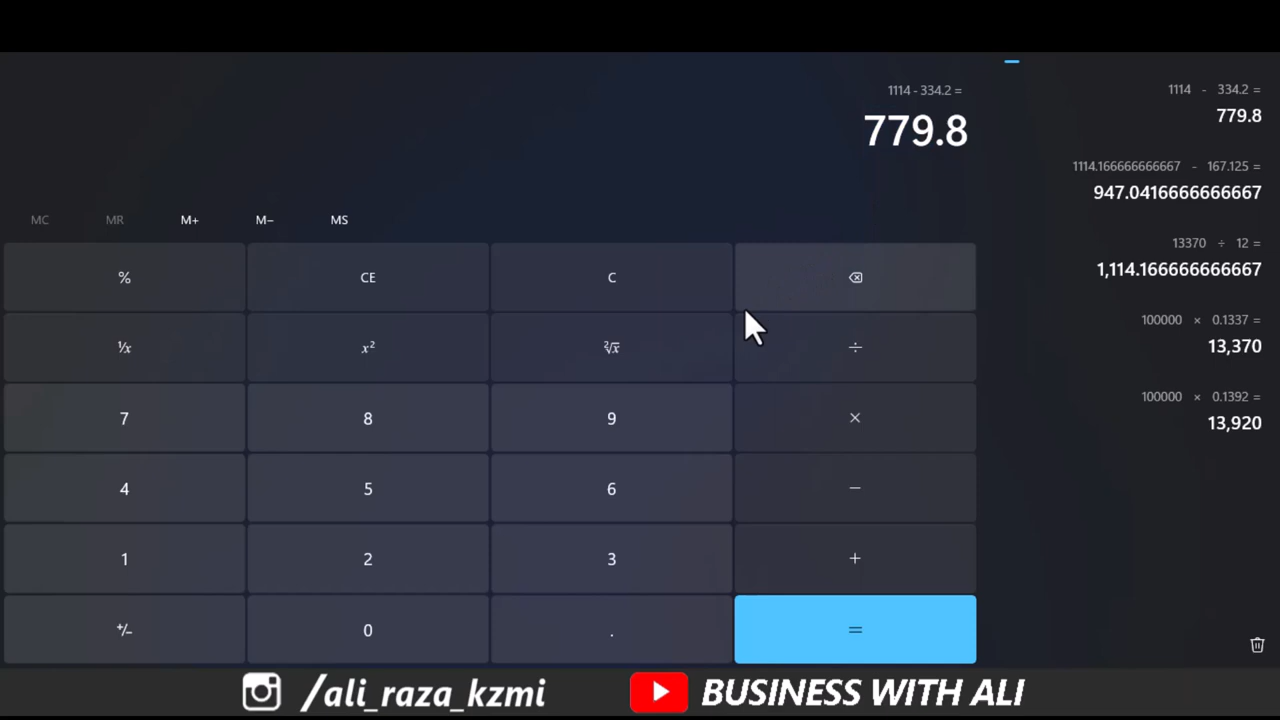 1114 - 334.2 =
779.8
MC MR M+ M− MS
% CE C
⅟x x² ²√x ÷
7 8 9 ×
4 5 6 −
1 2 3 +
+/− 0 . =
1114 - 334.2 =
779.8
1114.166666666667 - 167.125 =
947.0416666666667
13370 ÷ 12 =
1,114.166666666667
100000 × 0.1337 =
13,370
100000 × 0.1392 =
13,920
/ali_raza_kzmi BUSINESS WITH ALI